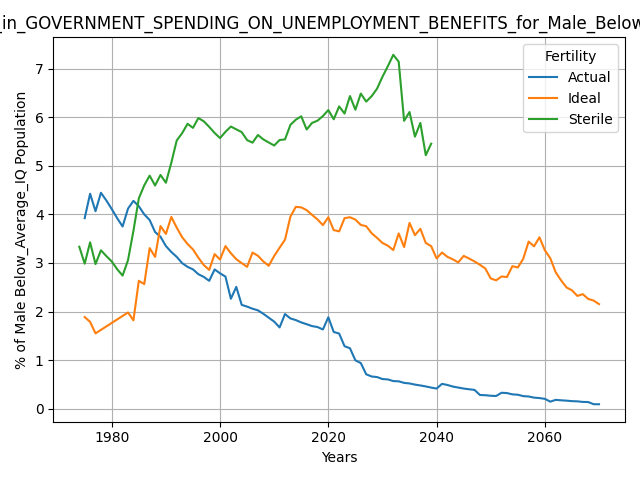 _in_GOVERNMENT_SPENDING_ON_UNEMPLOYMENT_BENEFITS_for_Male_Below
% of Male Below_Average_IQ Population
7
6
5
4
3
2
1
0
1980 2000 2020 2040 2060
Years
Fertility
Actual
Ideal
Sterile